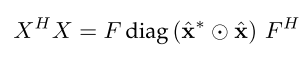 X^H X = F diag (x̂* ⊙ x̂) F^H